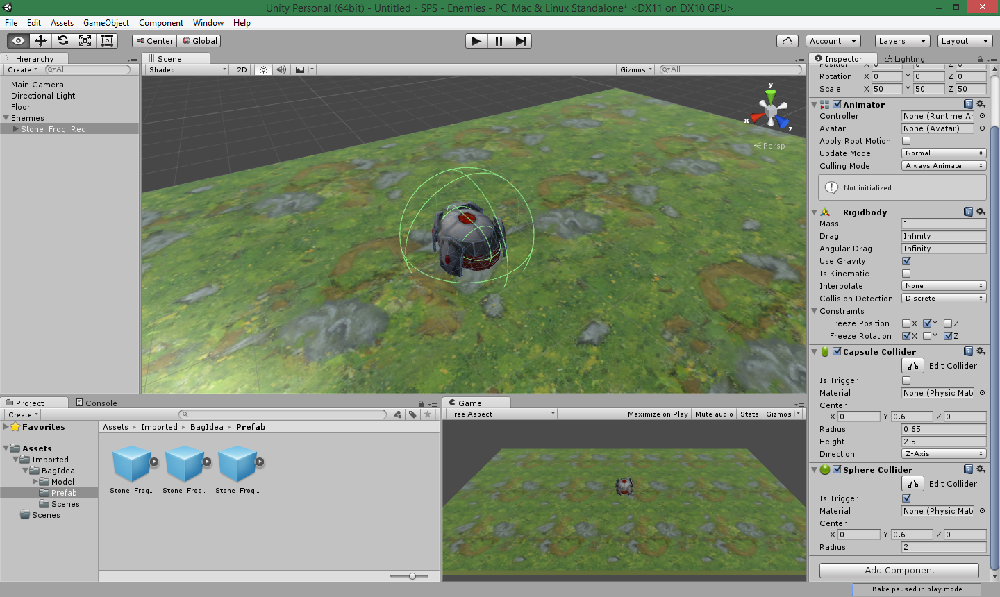 Unity Personal (64bit) - Untitled - SPS - Enemies - PC, Mac & Linux Standalone* <DX11 on DX10 GPU>
File Edit Assets GameObject Component Window Help
Center Global Account Layers Layout
Hierarchy
Create All
Main Camera
Directional Light
Floor
Enemies
Stone_Frog_Red
Scene
Shaded 2D Gizmos All
y
x
z
Persp
Inspector Lighting
Position X 0 Y 0 Z 0
Rotation X 0 Y 0 Z 0
Scale X 50 Y 50 Z 50
Animator
Controller None (Runtime Ar
Avatar None (Avatar)
Apply Root Motion
Update Mode Normal
Culling Mode Always Animate
Not initialized
Rigidbody
Mass 1
Drag Infinity
Angular Drag Infinity
Use Gravity
Is Kinematic
Interpolate None
Collision Detection Discrete
Constraints
Freeze Position X Y Z
Freeze Rotation X Y Z
Capsule Collider
Edit Collider
Is Trigger
Material None (Physic Mate
Center
X 0 Y 0.6 Z 0
Radius 0.65
Height 2.5
Direction Z-Axis
Sphere Collider
Edit Collider
Is Trigger
Material None (Physic Mate
Center
X 0 Y 0.6 Z 0
Radius 2
Add Component
Project Console
Create
Favorites
Assets
Imported
BagIdea
Model
Prefab
Scenes
Scenes
Assets Imported BagIdea Prefab
Stone_Frog... Stone_Frog... Stone_Frog...
Game
Free Aspect Maximize on Play Mute audio Stats Gizmos
Bake paused in play mode